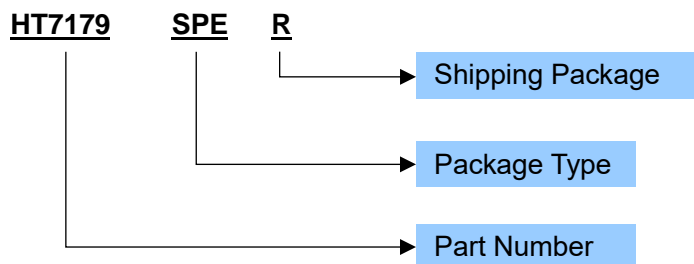 HT7179 SPE R
Shipping Package
Package Type
Part Number